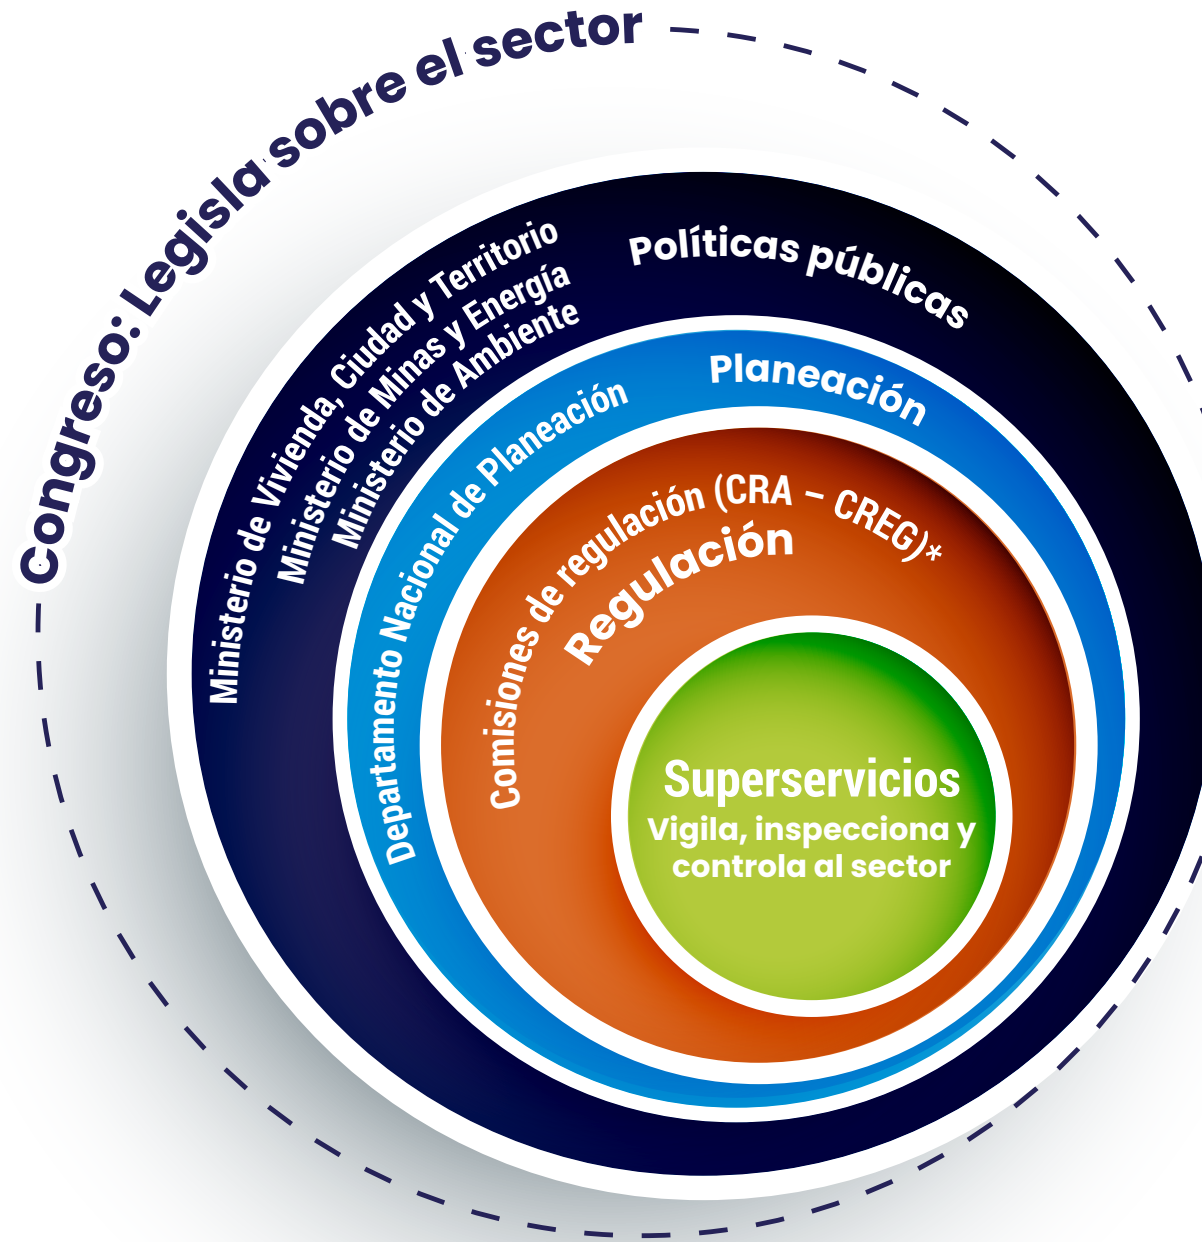 Congreso: Legisla sobre el sector
Políticas públicas
Ministerio de Vivienda, Ciudad y Territorio
Ministerio de Minas y Energía
Ministerio de Ambiente
Planeación
Departamento Nacional de Planeación
Comisiones de regulación (CRA – CREG)*
Regulación
Superservicios
Vigila, inspecciona y
controla al sector